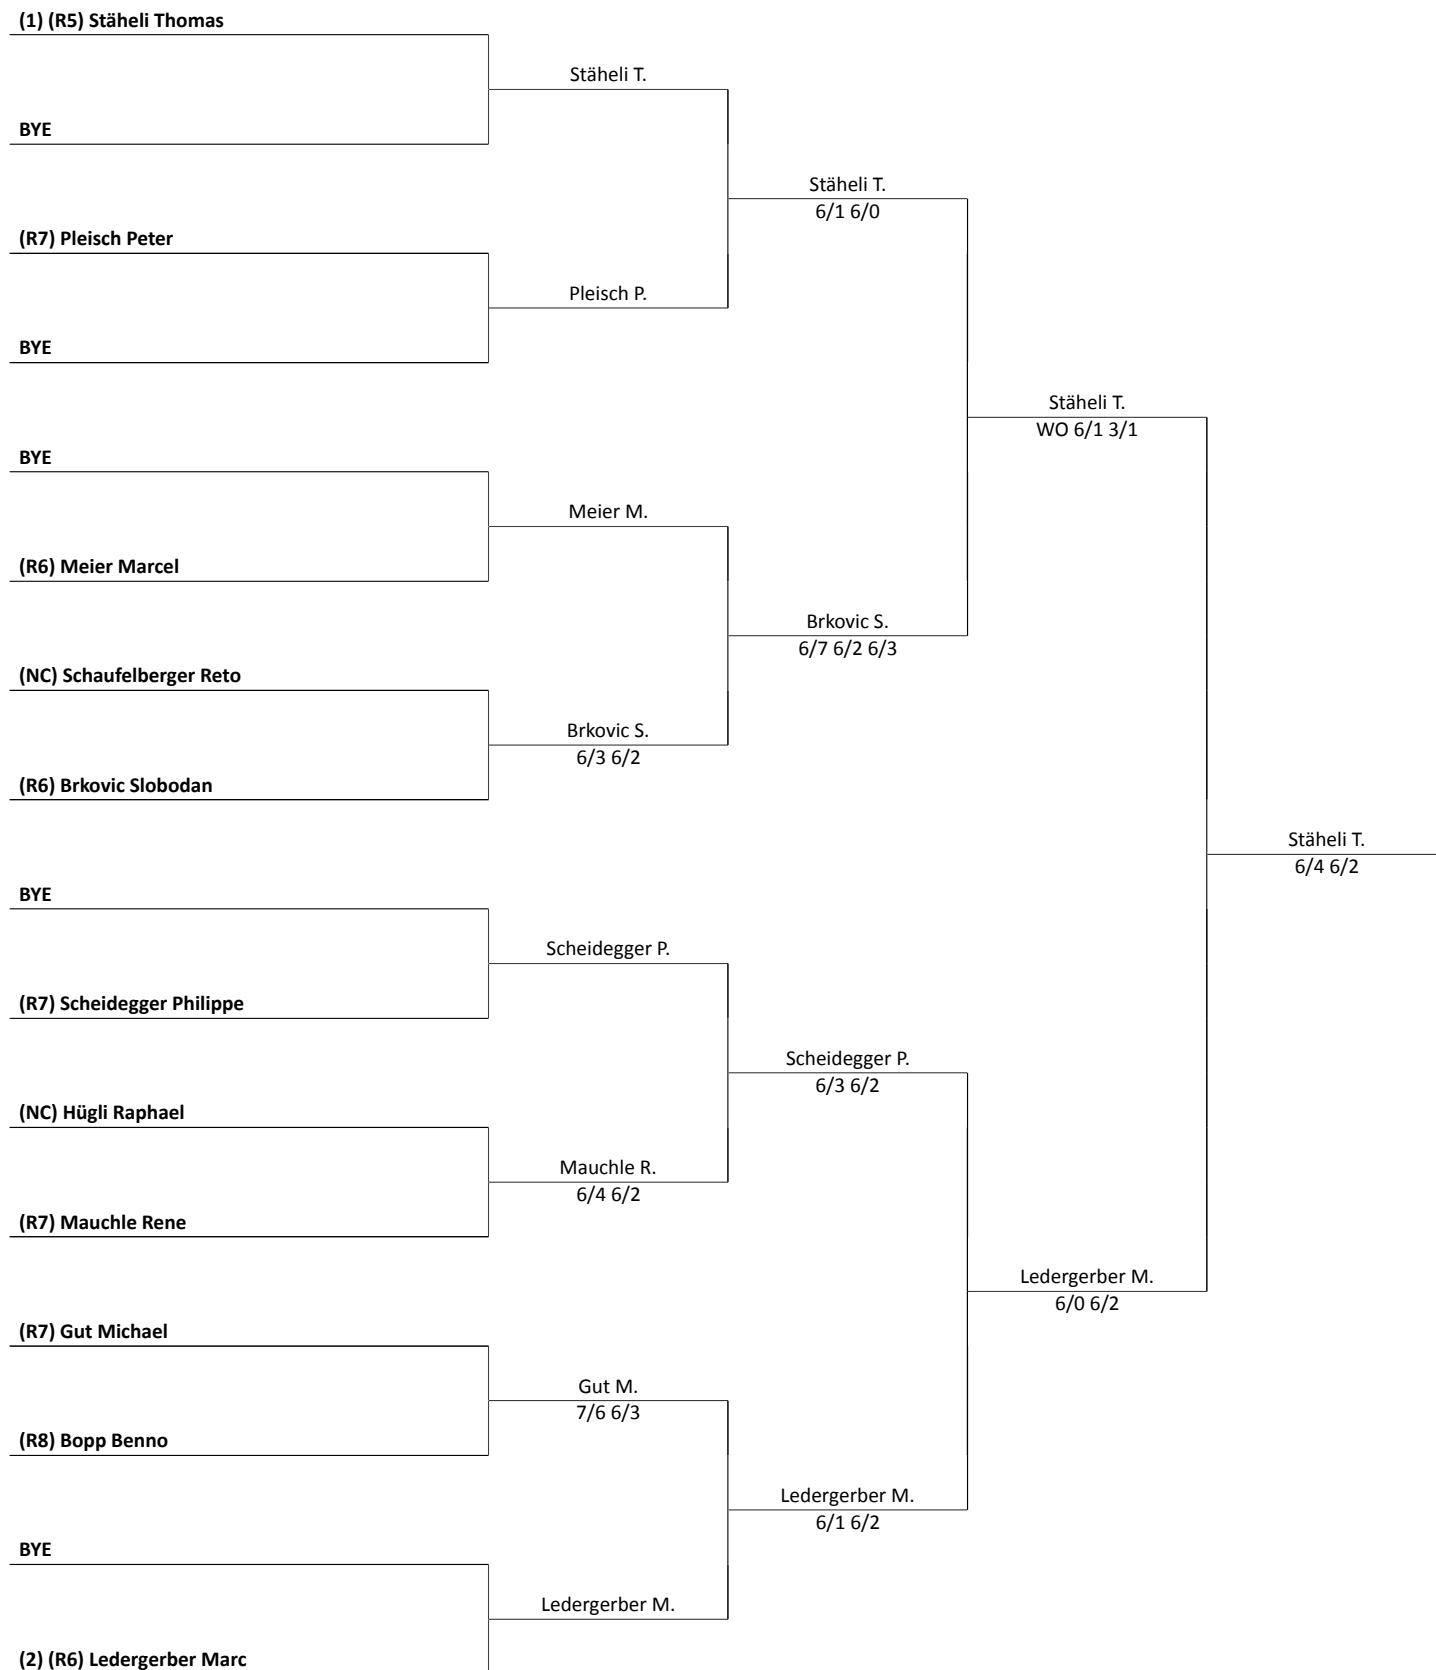 (1) (R5) Stäheli Thomas
Stäheli T.
BYE
Stäheli T.
6/1 6/0
(R7) Pleisch Peter
Pleisch P.
BYE
Stäheli T.
WO 6/1 3/1
BYE
Meier M.
(R6) Meier Marcel
Brkovic S.
6/7 6/2 6/3
(NC) Schaufelberger Reto
Brkovic S.
6/3 6/2
(R6) Brkovic Slobodan
Stäheli T.
6/4 6/2
BYE
Scheidegger P.
(R7) Scheidegger Philippe
Scheidegger P.
6/3 6/2
(NC) Hügli Raphael
Mauchle R.
6/4 6/2
(R7) Mauchle Rene
Ledergerber M.
6/0 6/2
(R7) Gut Michael
Gut M.
7/6 6/3
(R8) Bopp Benno
Ledergerber M.
6/1 6/2
BYE
Ledergerber M.
(2) (R6) Ledergerber Marc